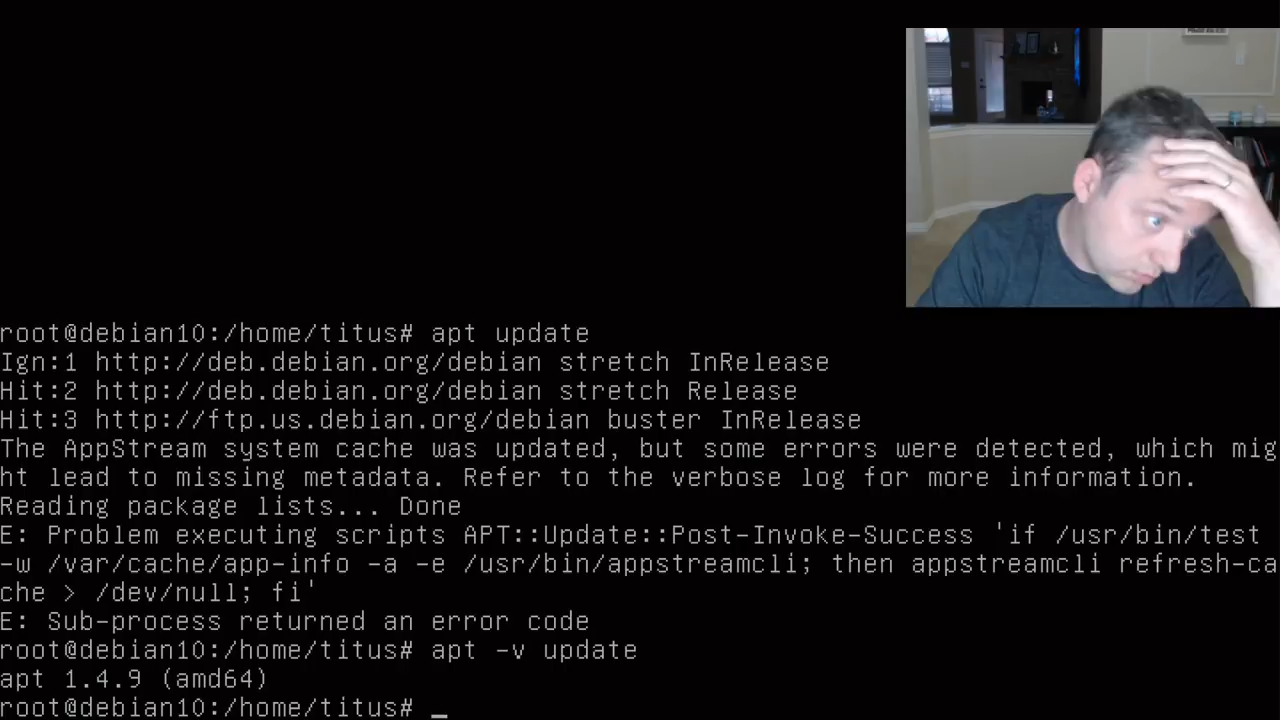 root@debian10:/home/titus# apt update
Ign:1 http://deb.debian.org/debian stretch InRelease
Hit:2 http://deb.debian.org/debian stretch Release
Hit:3 http://ftp.us.debian.org/debian buster InRelease
The AppStream system cache was updated, but some errors were detected, which mig
ht lead to missing metadata. Refer to the verbose log for more information.
Reading package lists... Done
E: Problem executing scripts APT::Update::Post-Invoke-Success 'if /usr/bin/test
-w /var/cache/app-info -a -e /usr/bin/appstreamcli; then appstreamcli refresh-ca
che > /dev/null; fi'
E: Sub-process returned an error code
root@debian10:/home/titus# apt -v update
apt 1.4.9 (amd64)
root@debian10:/home/titus# _